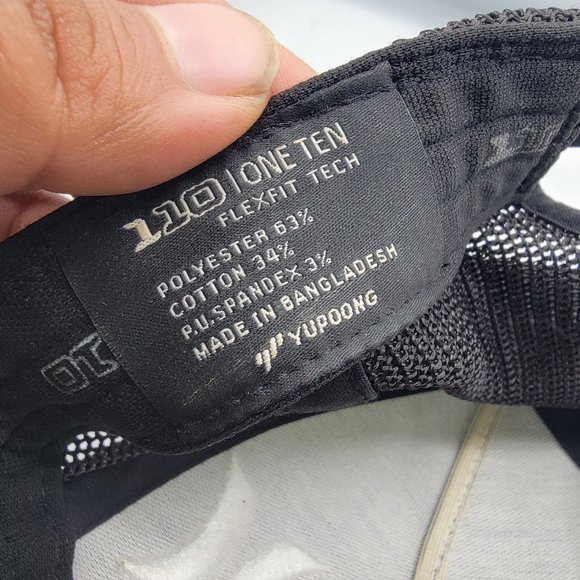 110 | ONE TEN
FLEXFIT TECH
POLYESTER 63%
COTTON 34%
P.U.SPANDEX 3%
MADE IN BANGLADESH
YUPOONG